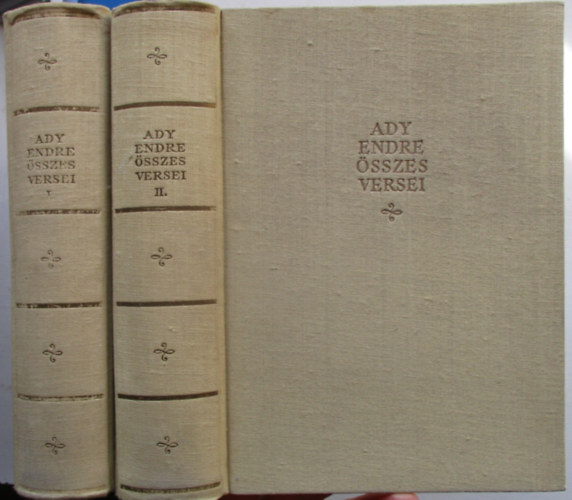 ADY
ENDRE
ÖSSZES
VERSEI
I.
ADY
ENDRE
ÖSSZES
VERSEI
II.
ADY
ENDRE
ÖSSZES
VERSEI